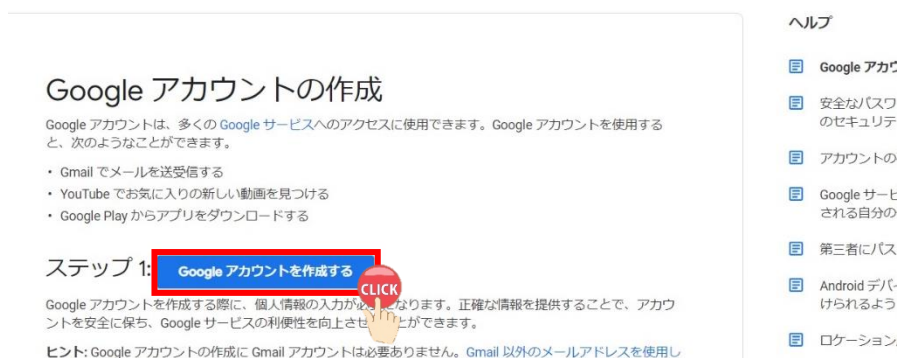 Google アカウントの作成
Google アカウントは、多くの Google サービスへのアクセスに使用できます。Google アカウントを使用する
と、次のようなことができます。
• Gmail でメールを送受信する
• YouTube でお気に入りの新しい動画を見つける
• Google Play からアプリをダウンロードする
ステップ 1: Google アカウントを作成する
CLICK
Google アカウントを作成する際に、個人情報の入力が必 なります。正確な情報を提供することで、アカウ
ントを安全に保ち、Google サービスの利便性を向上させ とができます。
ヒント: Google アカウントの作成に Gmail アカウントは必要ありません。Gmail 以外のメールアドレスを使用し
ヘルプ
Google アカウ
安全なパスワ
のセキュリテ
アカウントの
Google サービ
される自分の
第三者にパス
Android デバイ
けられるよう
ロケーション